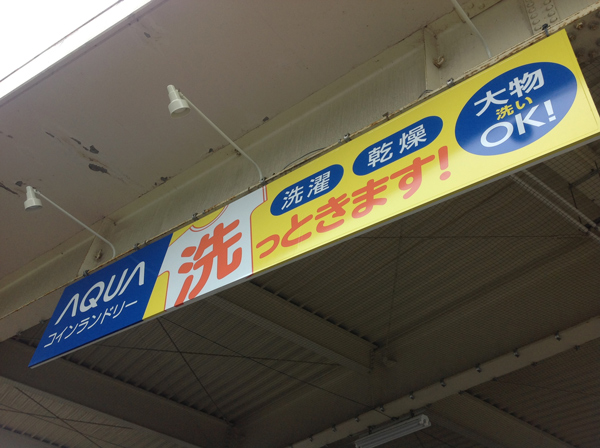 AQUA
コインランドリー
洗濯 乾燥
洗っときます!
大物
洗い
OK!